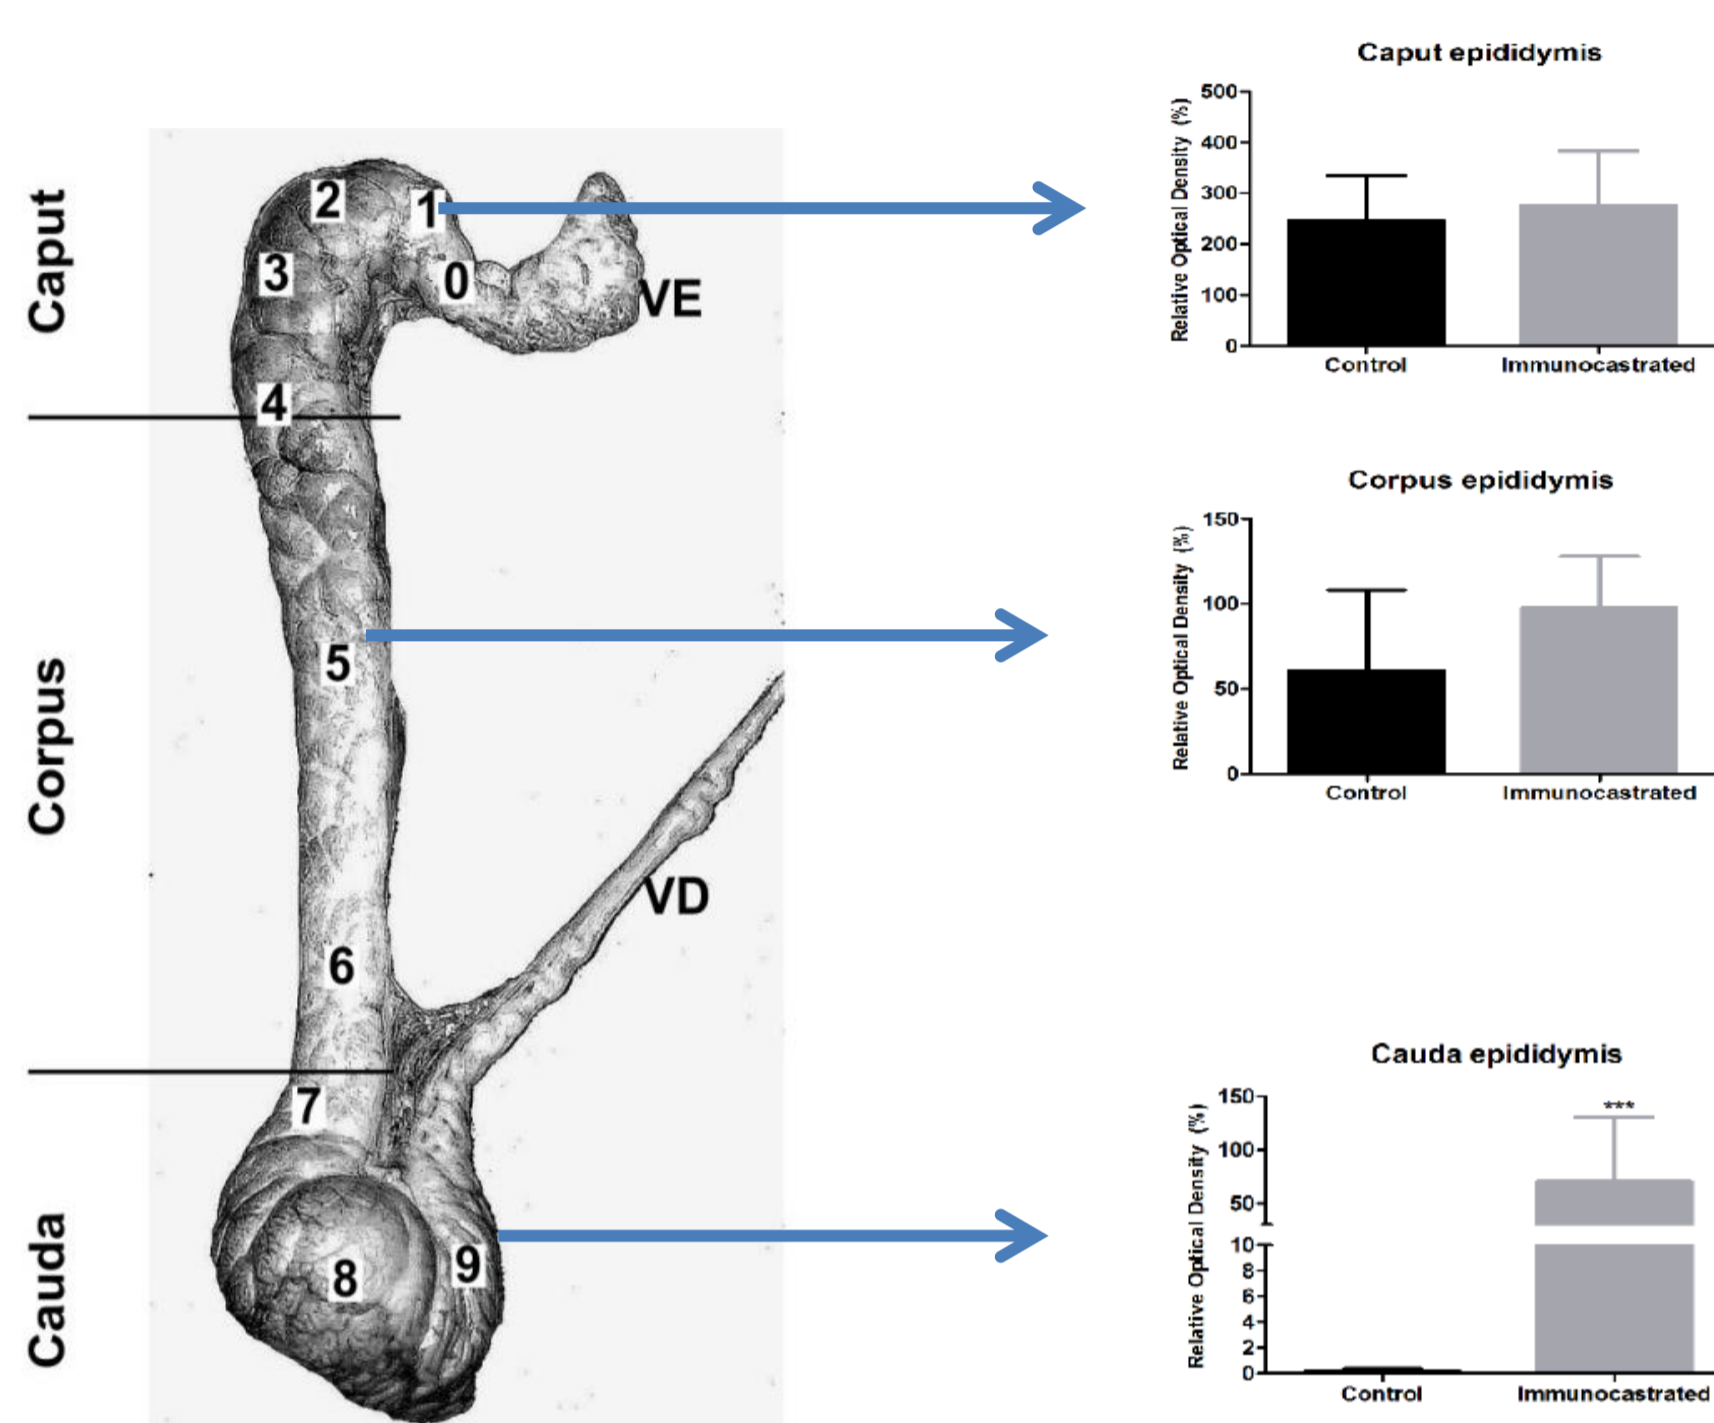 Caput
Corpus
Cauda
0
1
2
3
4
5
6
7
8
9
VE
VD
Caput epididymis
Relative Optical Density (%)
500
400
300
200
100
0
Control
Immunocastrated
Corpus epididymis
Relative Optical Density (%)
150
100
50
0
Control
Immunocastrated
Cauda epididymis
Relative Optical Density (%)
150
100
50
10
8
6
4
2
0
***
Control
Immunocastrated